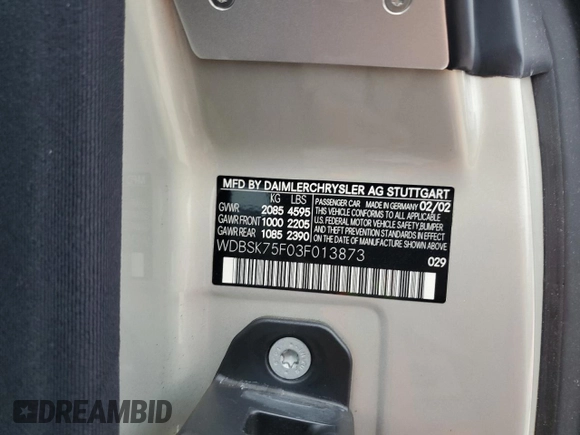 MFD BY DAIMLERCHRYSLER AG STUTTGART
KG LBS
GVWR 2085 4595
GAWR FRONT 1000 2205
GAWR REAR 1085 2390
PASSENGER CAR MADE IN GERMANY 02/02
THIS VEHICLE CONFORMS TO ALL APPLICABLE
U.S. FEDERAL MOTOR VEHICLE SAFETY, BUMPER
AND THEFT PREVENTION STANDARDS IN EFFECT
ON THE DATE OF MANUFACTURE SHOWN ABOVE.
WDBSK75F03F013873 029
DREAMBID